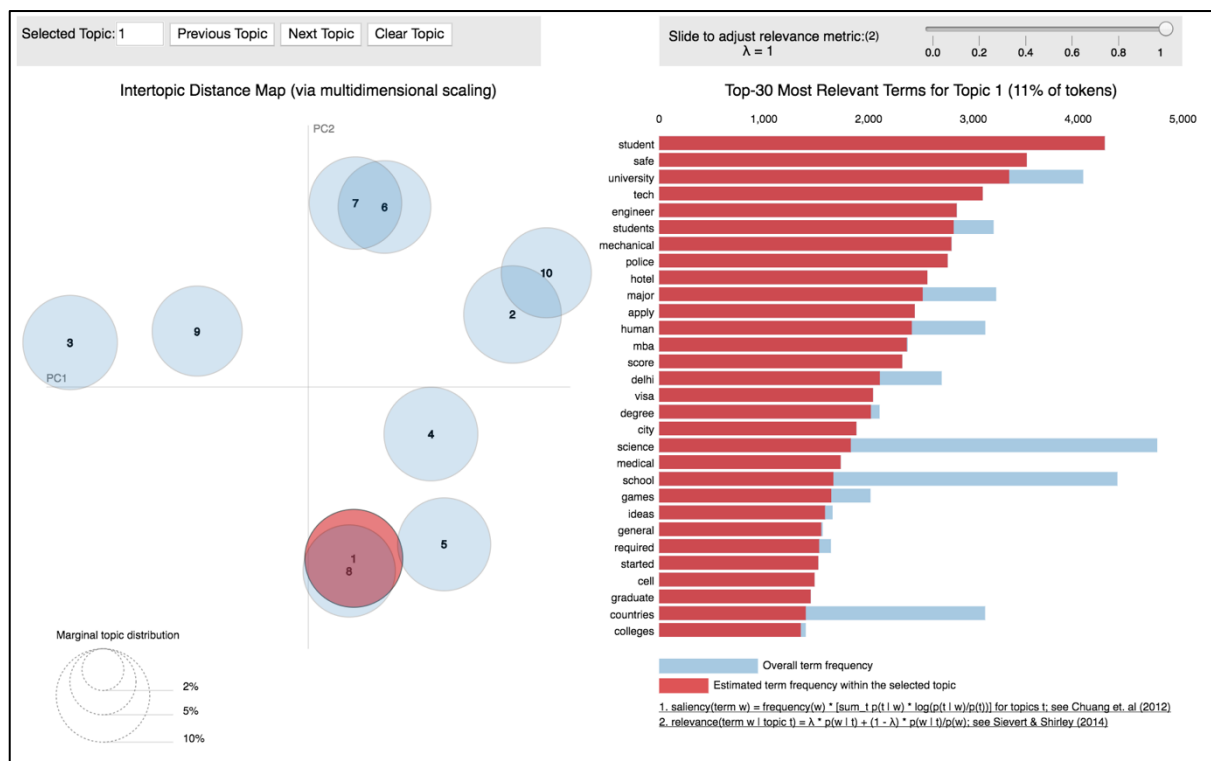 Selected Topic: 1 Previous Topic Next Topic Clear Topic
Slide to adjust relevance metric:(2)
λ = 1
0.0 0.2 0.4 0.6 0.8 1
Intertopic Distance Map (via multidimensional scaling)
PC2
7 6
10
2
3
9
PC1
4
5
1
8
Marginal topic distribution
2%
5%
10%
Top-30 Most Relevant Terms for Topic 1 (11% of tokens)
0 1,000 2,000 3,000 4,000 5,000
student
safe
university
tech
engineer
students
mechanical
police
hotel
major
apply
human
mba
score
delhi
visa
degree
city
science
medical
school
games
ideas
general
required
started
cell
graduate
countries
colleges
Overall term frequency
Estimated term frequency within the selected topic
1. saliency(term w) = frequency(w) * [sum_t p(t | w) * log(p(t | w)/p(t))] for topics t; see Chuang et. al (2012)
2. relevance(term w | topic t) = λ * p(w | t) + (1 - λ) * p(w | t)/p(w); see Sievert & Shirley (2014)